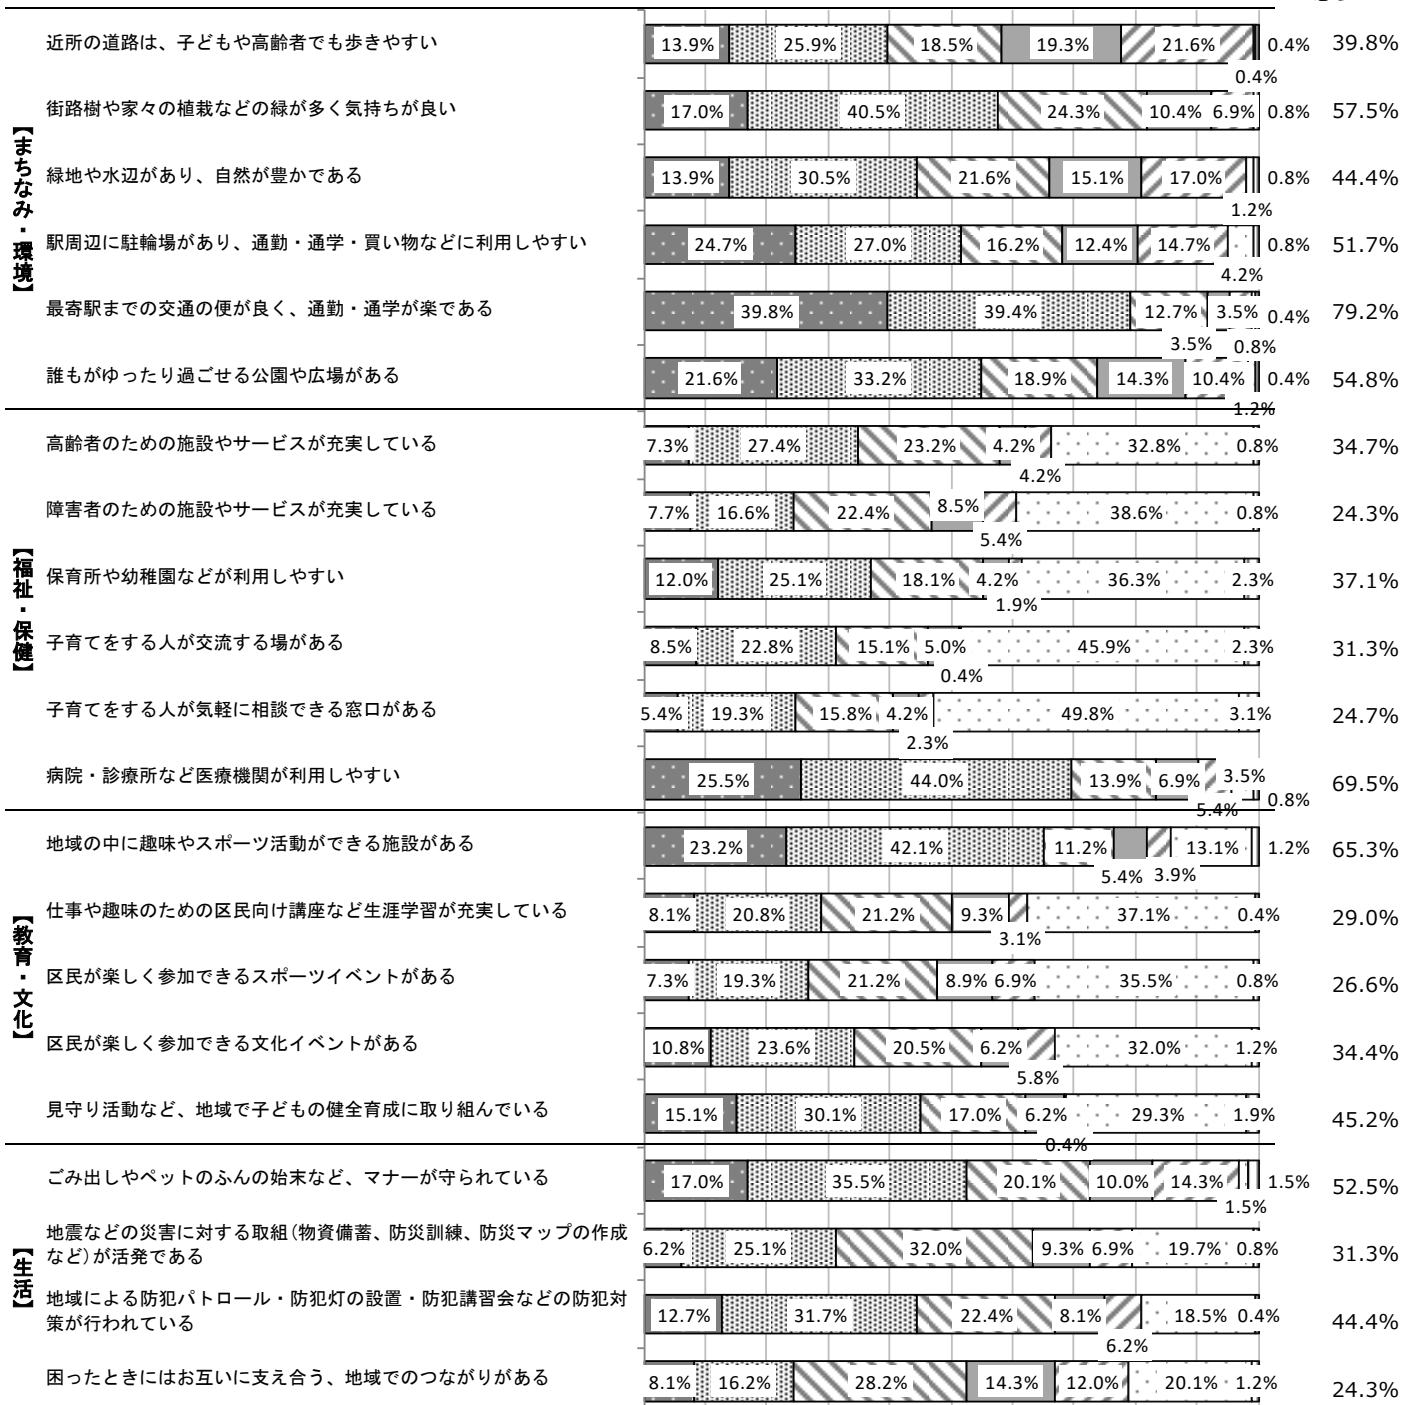 【まちなみ・環境】
近所の道路は、子どもや高齢者でも歩きやすい
13.9% 25.9% 18.5% 19.3% 21.6% 0.4% 39.8%
0.4%
街路樹や家々の植栽などの緑が多く気持ちが良い
17.0% 40.5% 24.3% 10.4% 6.9% 0.8% 57.5%
緑地や水辺があり、自然が豊かである
13.9% 30.5% 21.6% 15.1% 17.0% 0.8% 44.4%
1.2%
駅周辺に駐輪場があり、通勤・通学・買い物などに利用しやすい
24.7% 27.0% 16.2% 12.4% 14.7% 0.8% 51.7%
4.2%
最寄駅までの交通の便が良く、通勤・通学が楽である
39.8% 39.4% 12.7% 3.5% 0.4% 79.2%
3.5% 0.8%
誰もがゆったり過ごせる公園や広場がある
21.6% 33.2% 18.9% 14.3% 10.4% 0.4% 54.8%
1.2%
【福祉・保健】
高齢者のための施設やサービスが充実している
7.3% 27.4% 23.2% 4.2% 32.8% 0.8% 34.7%
4.2%
障害者のための施設やサービスが充実している
7.7% 16.6% 22.4% 8.5% 38.6% 0.8% 24.3%
5.4%
保育所や幼稚園などが利用しやすい
12.0% 25.1% 18.1% 4.2% 36.3% 2.3% 37.1%
1.9%
子育てをする人が交流する場がある
8.5% 22.8% 15.1% 5.0% 45.9% 2.3% 31.3%
0.4%
子育てをする人が気軽に相談できる窓口がある
5.4% 19.3% 15.8% 4.2% 49.8% 3.1% 24.7%
2.3%
病院・診療所など医療機関が利用しやすい
25.5% 44.0% 13.9% 6.9% 3.5% 69.5%
5.4% 0.8%
【教育・文化】
地域の中に趣味やスポーツ活動ができる施設がある
23.2% 42.1% 11.2% 13.1% 1.2% 65.3%
5.4% 3.9%
仕事や趣味のための区民向け講座など生涯学習が充実している
8.1% 20.8% 21.2% 9.3% 37.1% 0.4% 29.0%
3.1%
区民が楽しく参加できるスポーツイベントがある
7.3% 19.3% 21.2% 8.9% 6.9% 35.5% 0.8% 26.6%
区民が楽しく参加できる文化イベントがある
10.8% 23.6% 20.5% 6.2% 32.0% 1.2% 34.4%
5.8%
見守り活動など、地域で子どもの健全育成に取り組んでいる
15.1% 30.1% 17.0% 6.2% 29.3% 1.9% 45.2%
0.4%
【生活】
ごみ出しやペットのふんの始末など、マナーが守られている
17.0% 35.5% 20.1% 10.0% 14.3% 1.5% 52.5%
1.5%
地震などの災害に対する取組(物資備蓄、防災訓練、防災マップの作成
など)が活発である
6.2% 25.1% 32.0% 9.3% 6.9% 19.7% 0.8% 31.3%
地域による防犯パトロール・防犯灯の設置・防犯講習会などの防犯対
策が行われている
12.7% 31.7% 22.4% 8.1% 18.5% 0.4% 44.4%
6.2%
困ったときにはお互いに支え合う、地域でのつながりがある
8.1% 16.2% 28.2% 14.3% 12.0% 20.1% 1.2% 24.3%